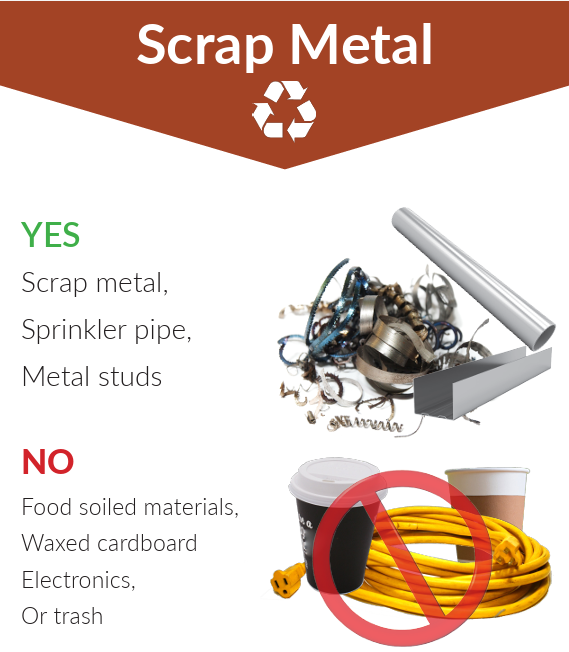 Scrap Metal
YES
Scrap metal,
Sprinkler pipe,
Metal studs
NO
Food soiled materials,
Waxed cardboard
Electronics,
Or trash